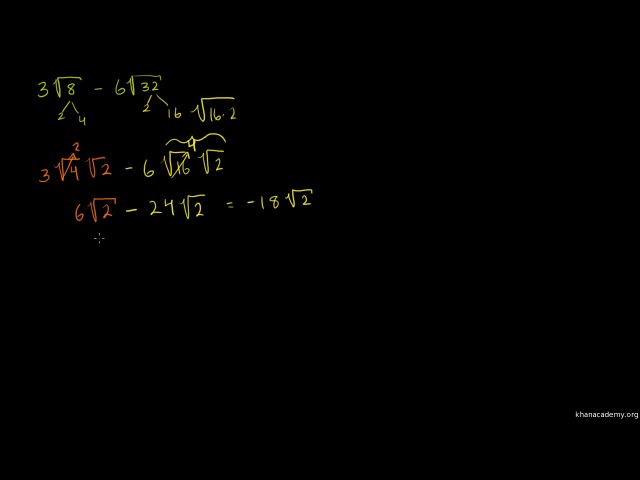 3√8 - 6√32
2 4 2 16 √16·2
2 4
3√4 √2 - 6 √16 √2
6√2 - 24√2 = -18√2
khanacademy.org